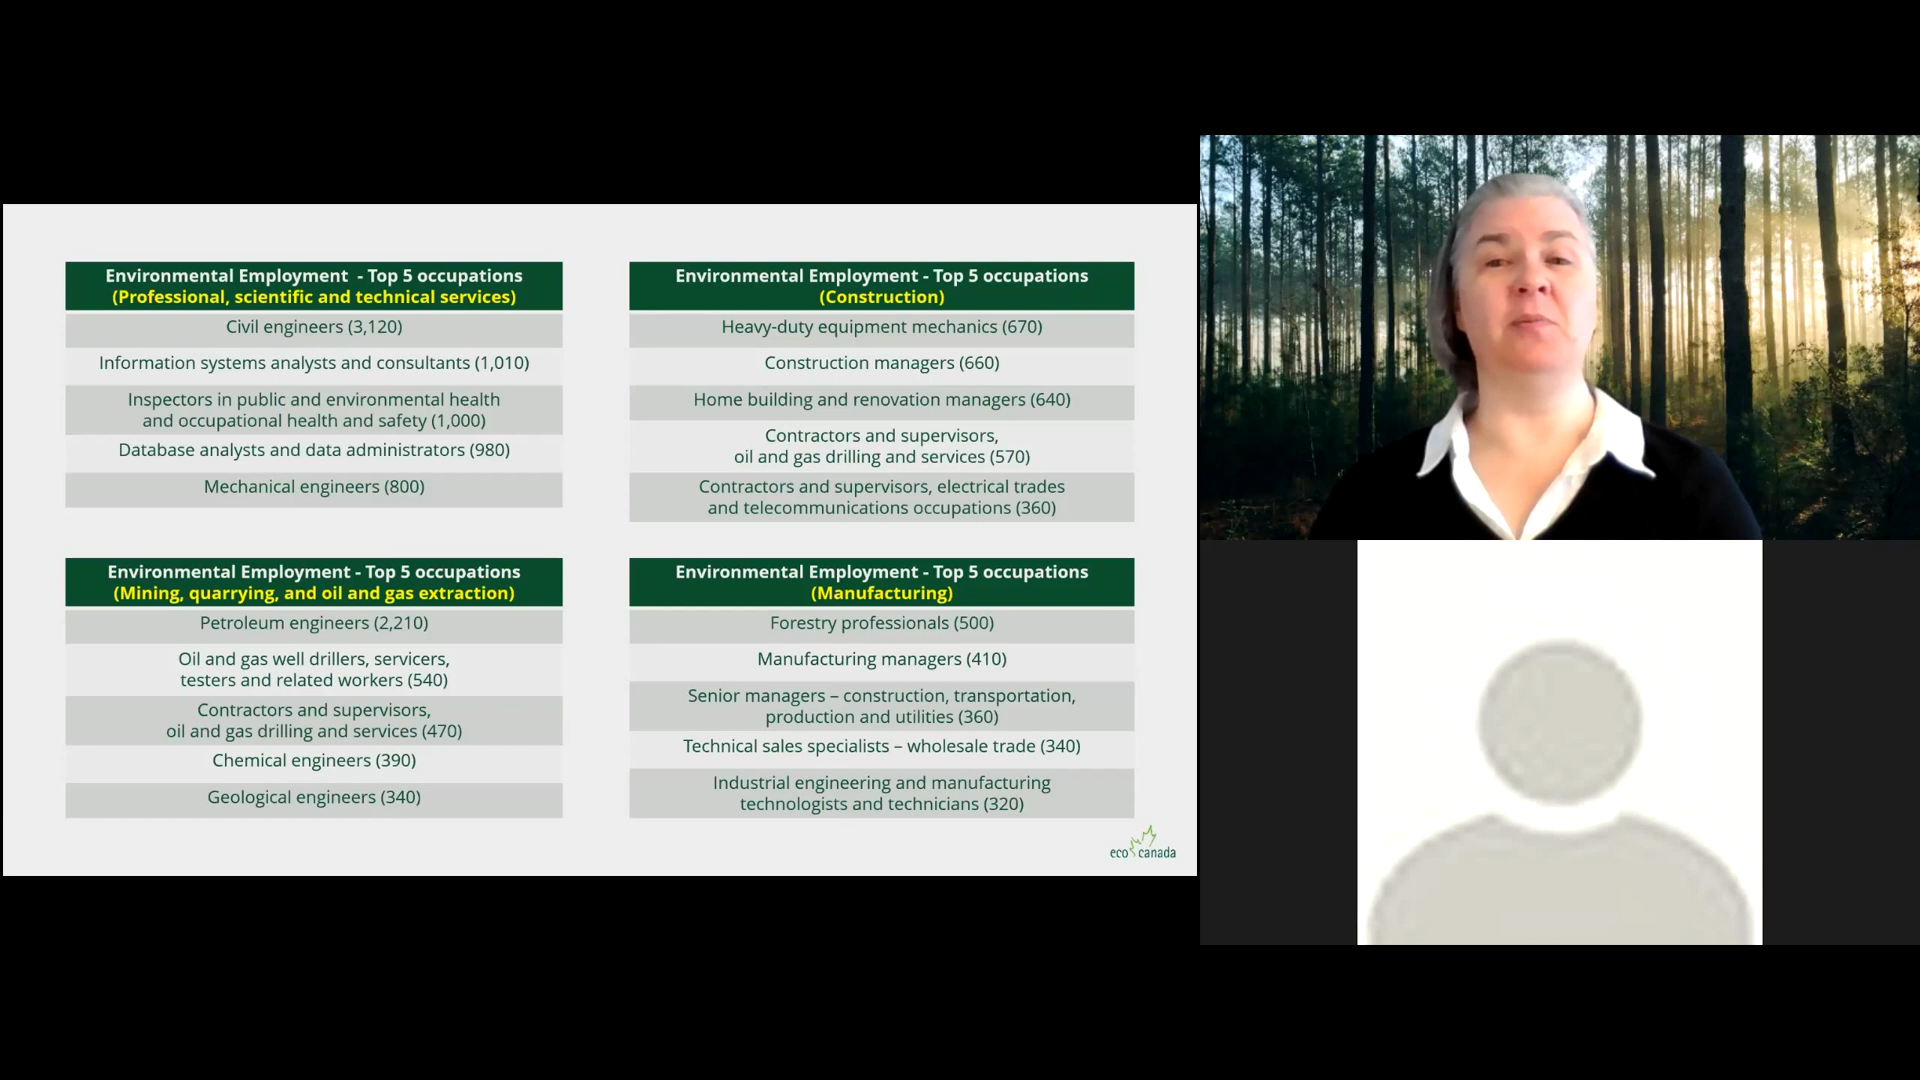 Environmental Employment - Top 5 occupations
(Professional, scientific and technical services)
Civil engineers (3,120)
Information systems analysts and consultants (1,010)
Inspectors in public and environmental health
and occupational health and safety (1,000)
Database analysts and data administrators (980)
Mechanical engineers (800)
Environmental Employment - Top 5 occupations
(Construction)
Heavy-duty equipment mechanics (670)
Construction managers (660)
Home building and renovation managers (640)
Contractors and supervisors,
oil and gas drilling and services (570)
Contractors and supervisors, electrical trades
and telecommunications occupations (360)
Environmental Employment - Top 5 occupations
(Mining, quarrying, and oil and gas extraction)
Petroleum engineers (2,210)
Oil and gas well drillers, servicers,
testers and related workers (540)
Contractors and supervisors,
oil and gas drilling and services (470)
Chemical engineers (390)
Geological engineers (340)
Environmental Employment - Top 5 occupations
(Manufacturing)
Forestry professionals (500)
Manufacturing managers (410)
Senior managers – construction, transportation,
production and utilities (360)
Technical sales specialists – wholesale trade (340)
Industrial engineering and manufacturing
technologists and technicians (320)
eco canada